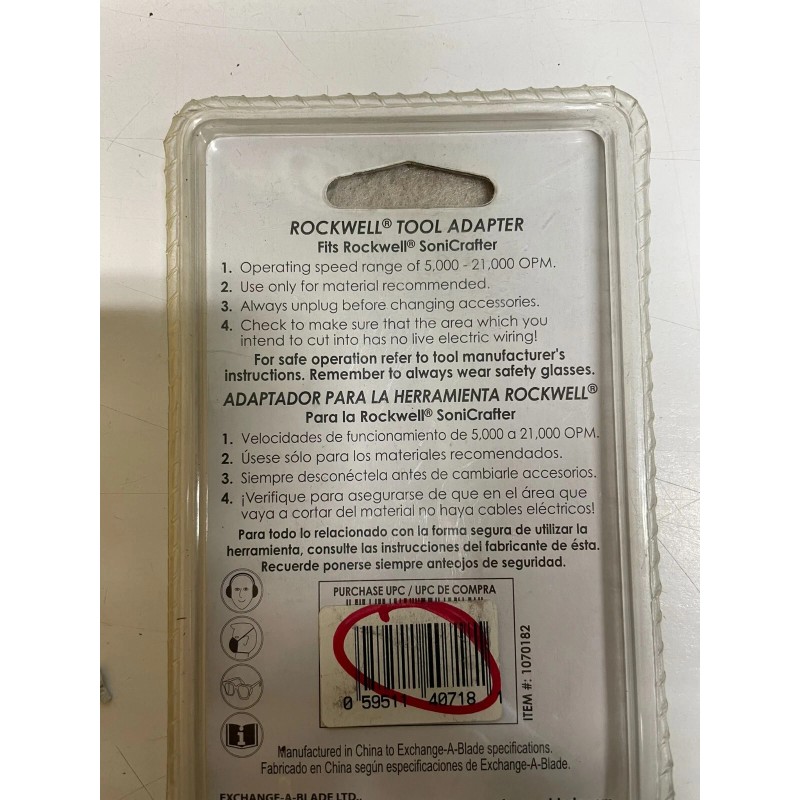 ROCKWELL® TOOL ADAPTER
Fits Rockwell® SoniCrafter
1. Operating speed range of 5,000 - 21,000 OPM.
2. Use only for material recommended.
3. Always unplug before changing accessories.
4. Check to make sure that the area which you
intend to cut into has no live electric wiring!
For safe operation refer to tool manufacturer's
instructions. Remember to always wear safety glasses.
ADAPTADOR PARA LA HERRAMIENTA ROCKWELL®
Para la Rockwell® SoniCrafter
1. Velocidades de funcionamiento de 5,000 a 21,000 OPM.
2. Úsese sólo para los materiales recomendados.
3. Siempre desconéctela antes de cambiarle accesorios.
4. ¡Verifique para asegurarse de que en el área que
vaya a cortar del material no haya cables eléctricos!
Para todo lo relacionado con la forma segura de utilizar la
herramienta, consulte las instrucciones del fabricante de ésta.
Recuerde ponerse siempre anteojos de seguridad.
PURCHASE UPC / UPC DE COMPRA
0 59511 40718 1
ITEM #: 1070182
Manufactured in China to Exchange-A-Blade specifications.
Fabricado en China según especificaciones de Exchange-A-Blade.
EXCHANGE-A-BLADE LTD.,